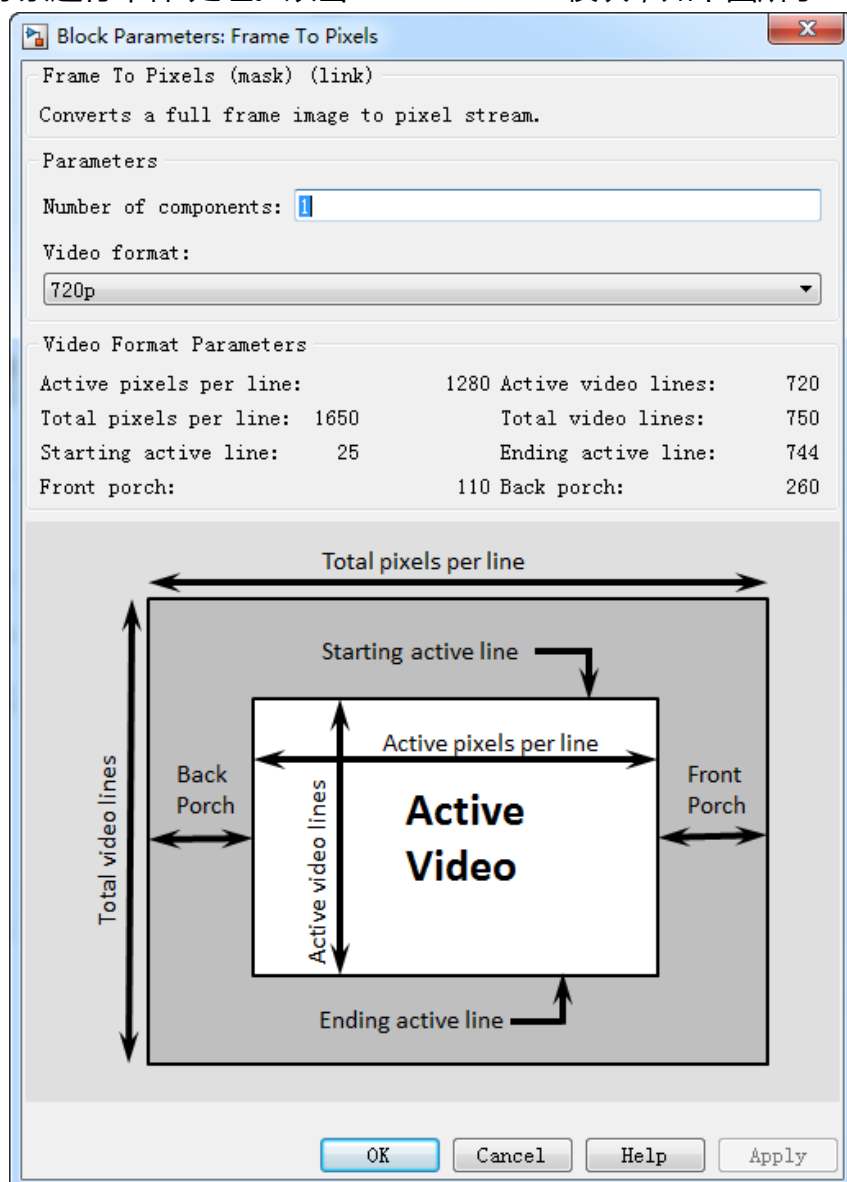 Block Parameters: Frame To Pixels
Frame To Pixels (mask) (link)
Converts a full frame image to pixel stream.
Parameters
Number of components: 1
Video format:
720p
Video Format Parameters
Active pixels per line: 1280 Active video lines: 720
Total pixels per line: 1650 Total video lines: 750
Starting active line: 25 Ending active line: 744
Front porch: 110 Back porch: 260
Total pixels per line
Starting active line
Active pixels per line
Back
Porch
Front
Porch
Total video lines
Active video lines
Active
Video
Ending active line
OK Cancel Help Apply